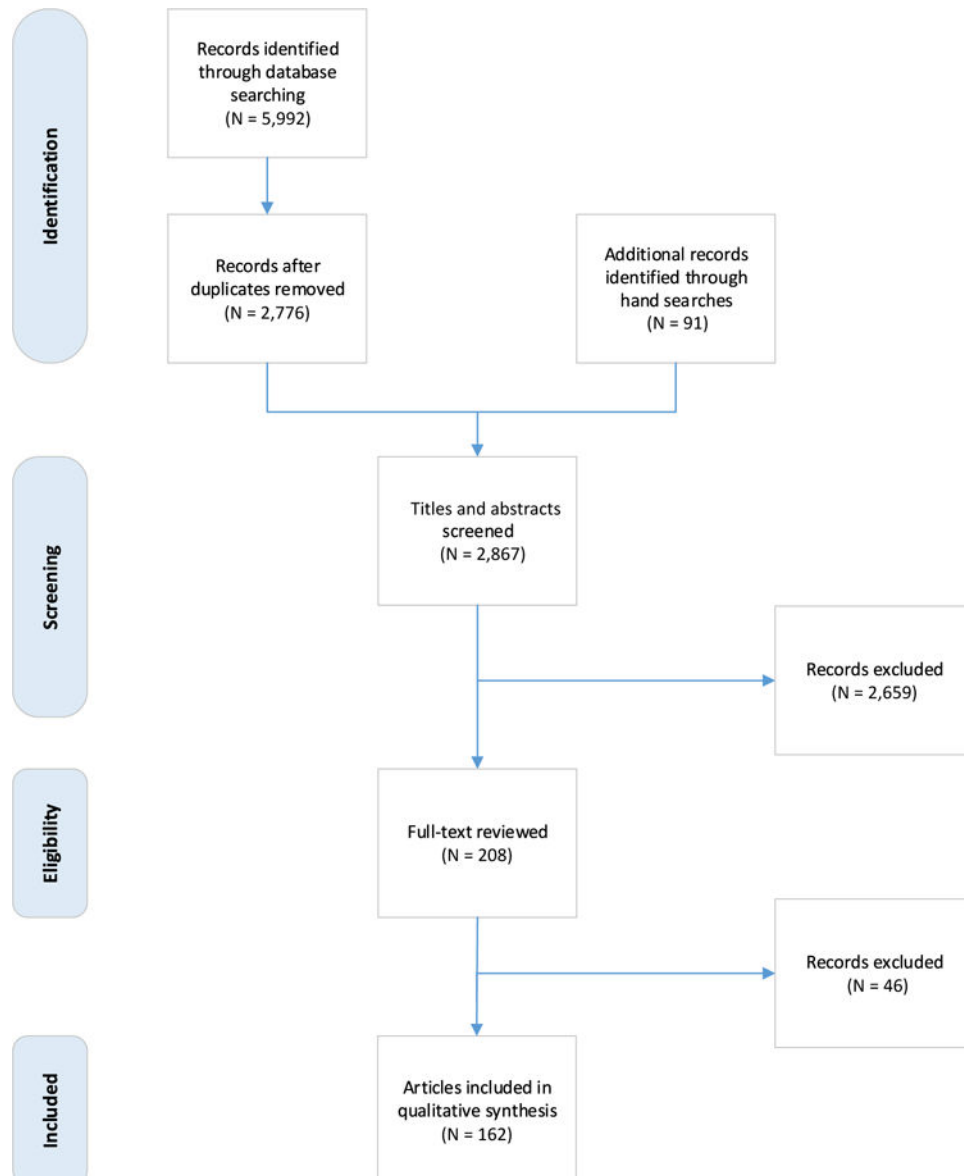 Identification
Records identified
through database
searching
(N = 5,992)
Records after
duplicates removed
(N = 2,776)
Additional records
identified through
hand searches
(N = 91)
Screening
Titles and abstracts
screened
(N = 2,867)
Records excluded
(N = 2,659)
Eligibility
Full-text reviewed
(N = 208)
Records excluded
(N = 46)
Included
Articles included in
qualitative synthesis
(N = 162)